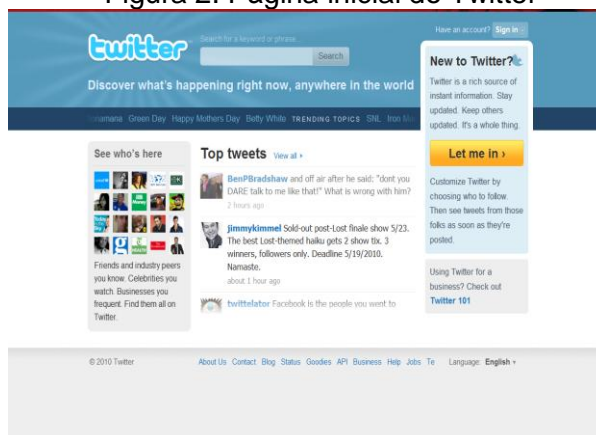 Figura 2: Página inicial do Twitter
twitter
Search for a keyword or phrase...
Search
Have an account? Sign in
Discover what's happening right now, anywhere in the world
Green Day Happy Mothers Day Betty White TRENDING TOPICS SNL Iron
New to Twitter?
Twitter is a rich source of
instant information. Stay
updated. Keep others
updated. It's a whole thing.
Let me in ›
Customize Twitter by
choosing who to follow.
Then see tweets from those
folks as soon as they're
posted.
Using Twitter for a
business? Check out
Twitter 101
See who's here
Friends and industry peers
you know. Celebrities you
watch. Businesses you
frequent. Find them all on
Twitter.
Top tweets View all
BenPBradshaw and off air after he said: "dont you
DARE talk to me like that!" What is wrong with him?
2 hours ago
jimmykimmel Sold-out post-Lost finale show 5/23.
The best Lost-themed haiku gets 2 show tix. 3
winners, followers only. Deadline 5/19/2010.
Namaste.
about 1 hour ago
twittelator Facebook is the people you went to
© 2010 Twitter
About Us Contact Blog Status Goodies API Business Help Jobs Te
Language: English